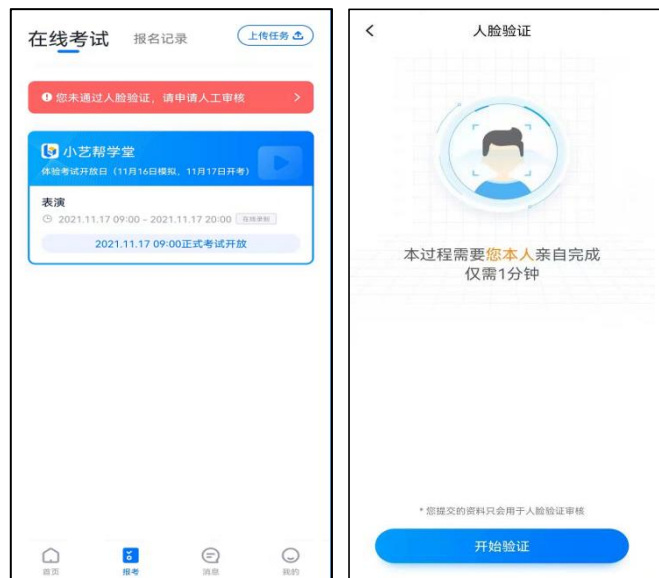 在线考试
报名记录
上传任务
您未通过人脸验证，请申请人工审核
小艺帮学堂
体验考试开放日（11月16日模拟，11月17日开考）
表演
2021.11.17 09:00 - 2021.11.17 20:00
2021.11.17 09:00正式考试开放
首页
报考
消息
我的
人脸验证
本过程需要您本人亲自完成
仅需1分钟
* 您提交的资料只会用于人脸验证审核
开始验证